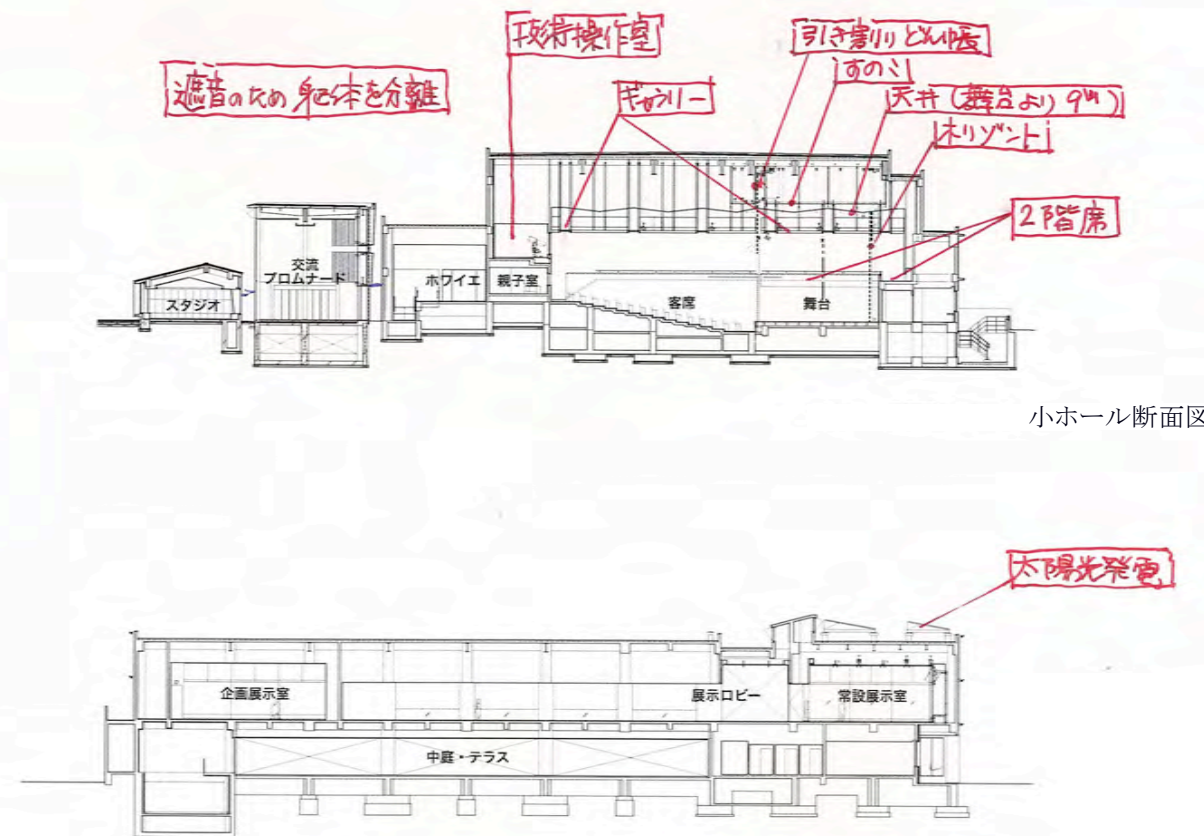 技術操作室
引き割りどん帳
すのこ
遮音のため躯体を分離
ギャラリー
天井(舞台より9m)
ホリゾント
2階席
交流
プロムナード
スタジオ
ホワイエ
親子室
客席
舞台
小ホール断面図
太陽光発電
企画展示室
展示ロビー
常設展示室
中庭・テラス